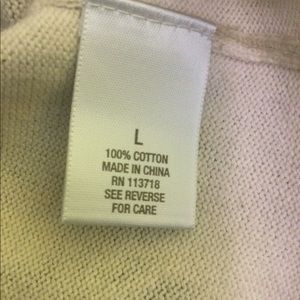 L
100% COTTON
MADE IN CHINA
RN 113718
SEE REVERSE
FOR CARE